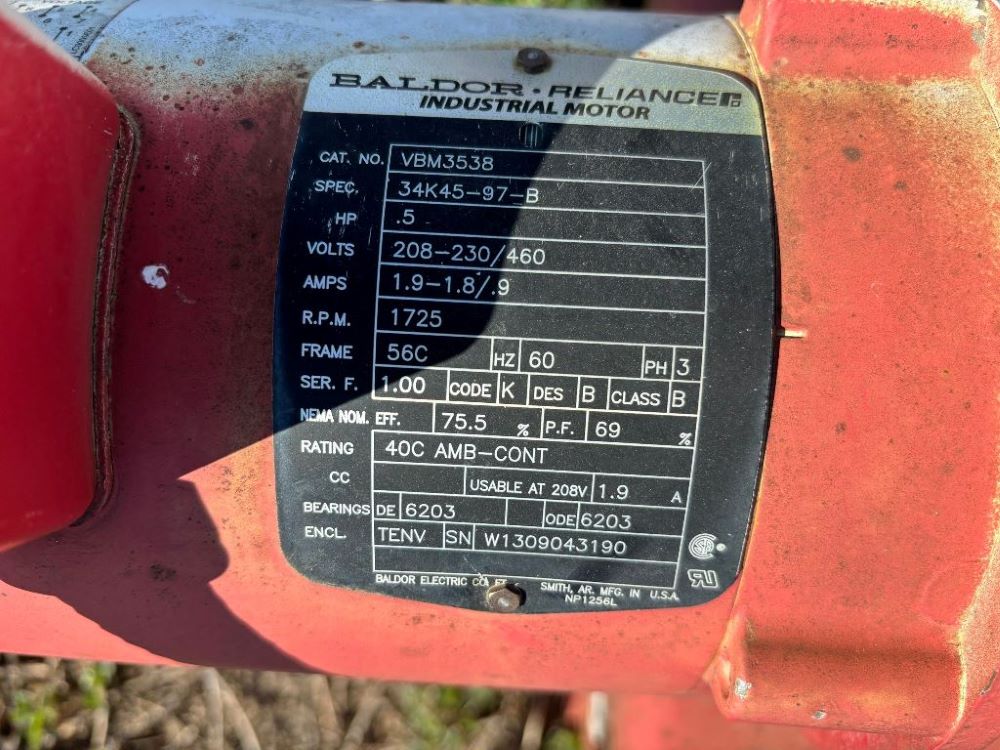 BALDOR · RELIANCE
INDUSTRIAL MOTOR
CAT. NO. VBM3538
SPEC. 34K45-97-B
HP .5
VOLTS 208-230/460
AMPS 1.9-1.8/.9
R.P.M. 1725
FRAME 56C HZ 60 PH 3
SER. F. 1.00 CODE K DES B CLASS B
NEMA NOM. EFF. 75.5 % P.F. 69 %
RATING 40C AMB-CONT
CC USABLE AT 208V 1.9 A
BEARINGS DE 6203 ODE 6203
ENCL. TENV SN W1309043190
BALDOR ELECTRIC CO. FT. SMITH, AR. MFG. IN U.S.A.
NP1256L